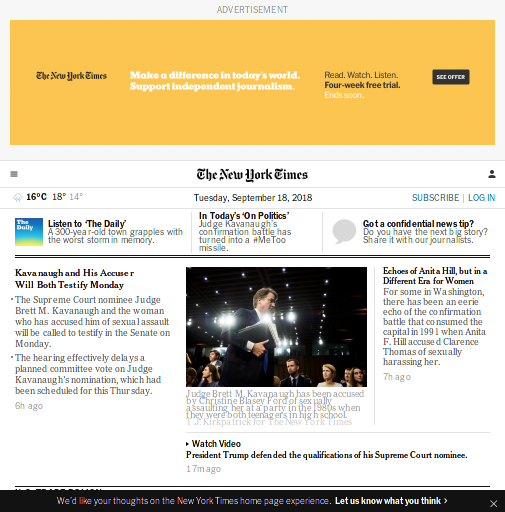 ADVERTISEMENT
The New York Times
Make a difference in today's world.
Support independent journalism.
Read. Watch. Listen.
Four-week free trial.
Ends soon.
SEE OFFER
The New York Times
16°C 18° 14°
Tuesday, September 18, 2018
SUBSCRIBE | LOG IN
The
Daily
Listen to 'The Daily'
A 300-year-old town grapples with
the worst storm in memory.
In Today's 'On Politics'
Judge Kavanaugh's
confirmation battle has
turned into a #MeToo
missile.
Got a confidential news tip?
Do you have the next big story?
Share it with our journalists.
Kavanaugh and His Accuser
Will Both Testify Monday
• The Supreme Court nominee Judge
Brett M. Kavanaugh and the woman
who has accused him of sexual assault
will be called to testify in the Senate on
Monday.
• The hearing effectively delays a
planned committee vote on Judge
Kavanaugh's nomination, which had
been scheduled for this Thursday.
6h ago
Judge Brett M. Kavanaugh has been accused
by Christine Blasey Ford of sexually
assaulting her at a party in the 1980s when
they were both teenagers in high school.
T.J. Kirkpatrick for The New York Times
Watch Video
President Trump defended the qualifications of his Supreme Court nominee.
17m ago
Echoes of Anita Hill, but in a
Different Era for Women
For some in Washington,
there has been an eerie
echo of the confirmation
battle that consumed the
capital in 1991 when Anita
F. Hill accused Clarence
Thomas of sexually
harassing her.
7h ago
We'd like your thoughts on the New York Times home page experience. Let us know what you think ›